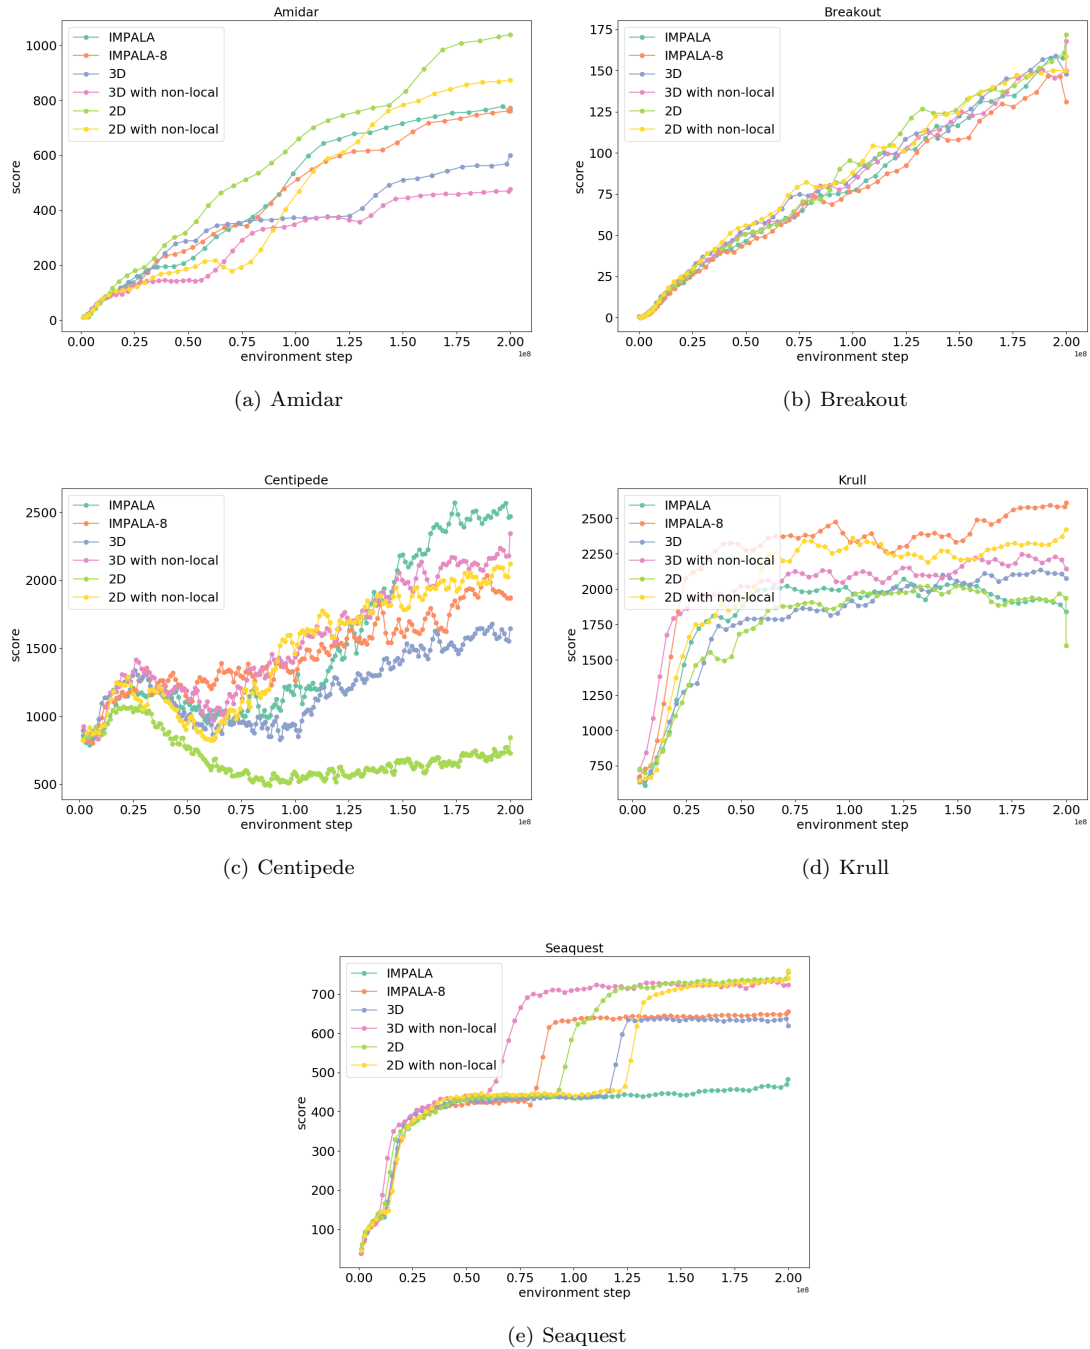 Amidar
IMPALA
IMPALA-8
3D
3D with non-local
2D
2D with non-local
score
1000
800
600
400
200
0
0.00 0.25 0.50 0.75 1.00 1.25 1.50 1.75 2.00
environment step
1e8
(a) Amidar
Breakout
IMPALA
IMPALA-8
3D
3D with non-local
2D
2D with non-local
score
175
150
125
100
75
50
25
0
0.00 0.25 0.50 0.75 1.00 1.25 1.50 1.75 2.00
environment step
1e8
(b) Breakout
Centipede
IMPALA
IMPALA-8
3D
3D with non-local
2D
2D with non-local
score
2500
2000
1500
1000
500
0.00 0.25 0.50 0.75 1.00 1.25 1.50 1.75 2.00
environment step
1e8
(c) Centipede
Krull
IMPALA
IMPALA-8
3D
3D with non-local
2D
2D with non-local
score
2500
2250
2000
1750
1500
1250
1000
750
0.00 0.25 0.50 0.75 1.00 1.25 1.50 1.75 2.00
environment step
1e8
(d) Krull
Seaquest
IMPALA
IMPALA-8
3D
3D with non-local
2D
2D with non-local
score
700
600
500
400
300
200
100
0.00 0.25 0.50 0.75 1.00 1.25 1.50 1.75 2.00
environment step
1e8
(e) Seaquest